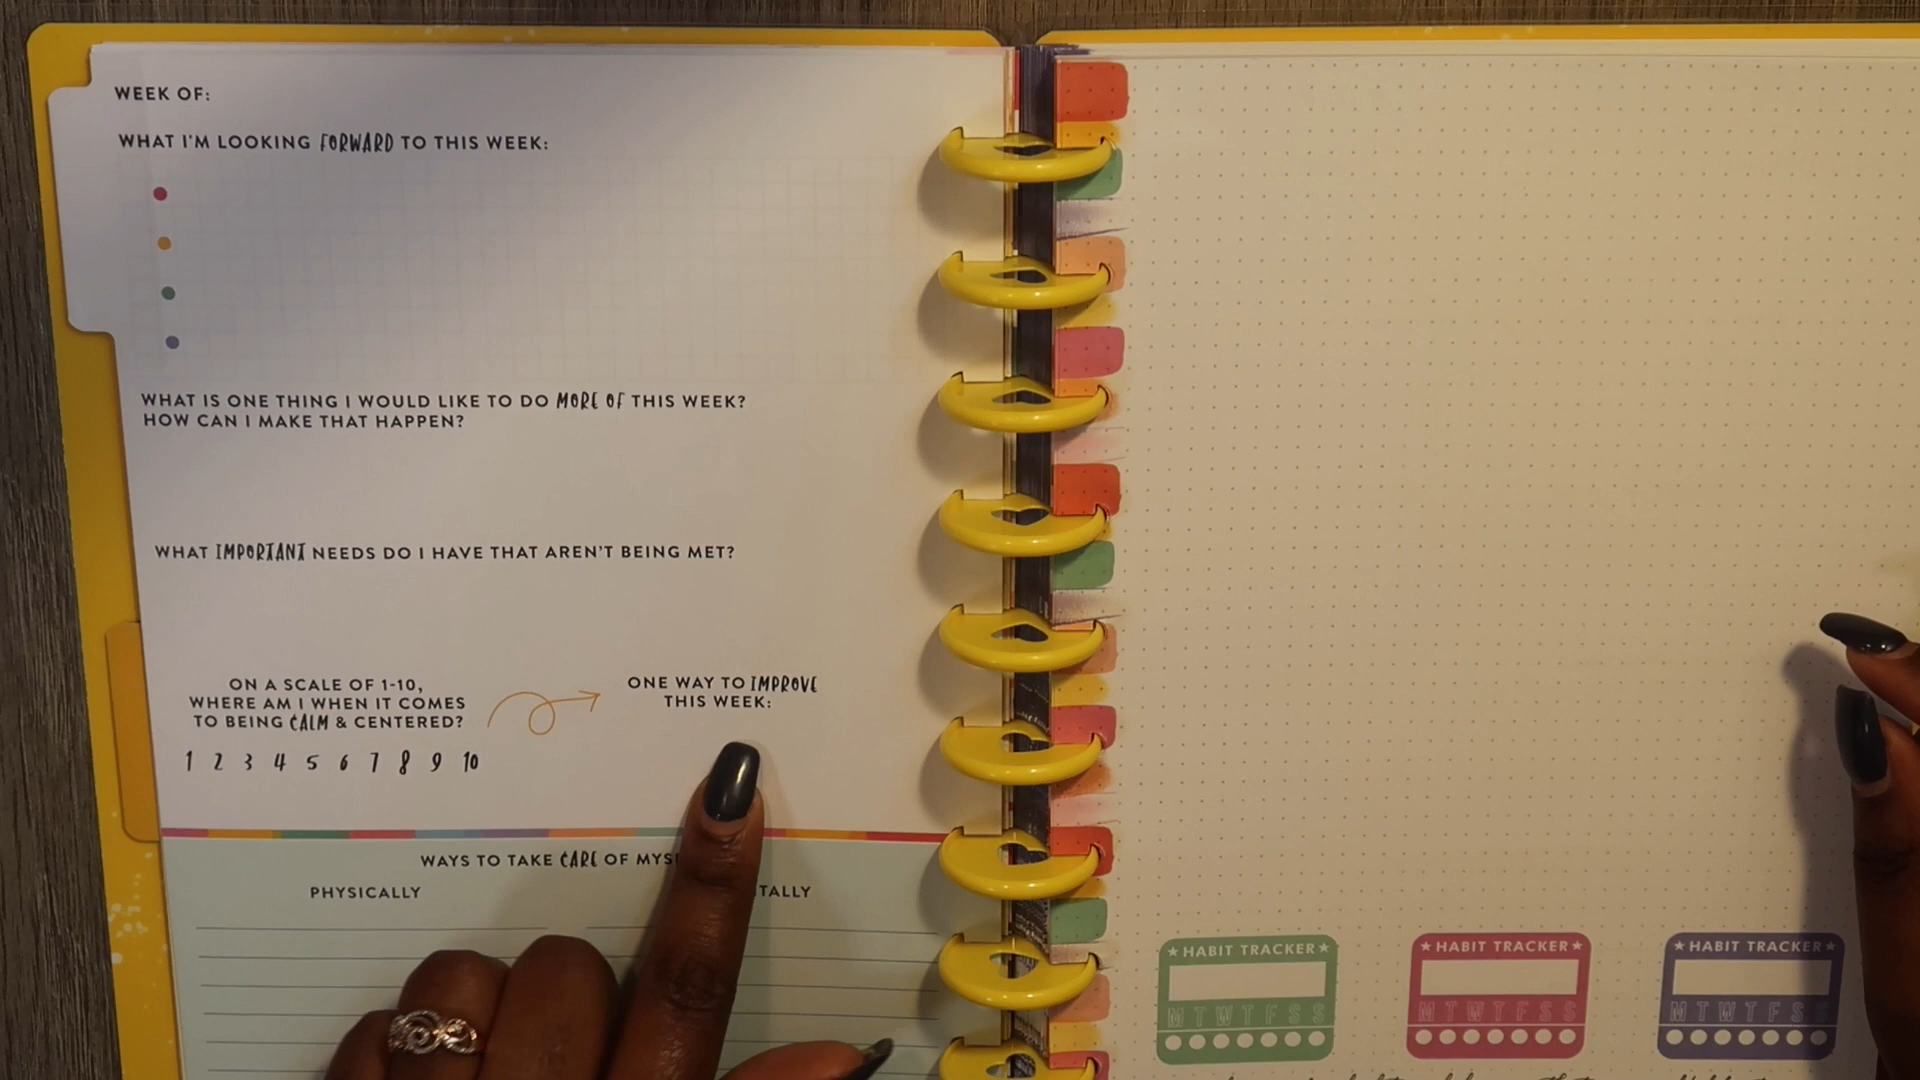 WEEK OF:
WHAT I'M LOOKING FORWARD TO THIS WEEK:
WHAT IS ONE THING I WOULD LIKE TO DO MORE OF THIS WEEK?
HOW CAN I MAKE THAT HAPPEN?
WHAT IMPORTANT NEEDS DO I HAVE THAT AREN'T BEING MET?
ON A SCALE OF 1-10,
WHERE AM I WHEN IT COMES
TO BEING CALM & CENTERED?
1 2 3 4 5 6 7 8 9 10
ONE WAY TO IMPROVE
THIS WEEK:
WAYS TO TAKE CARE OF
PHYSICALLY
HABIT TRACKER
M T W T F S S
HABIT TRACKER
M T W T F S S
HABIT TRACKER
M T W T F S S